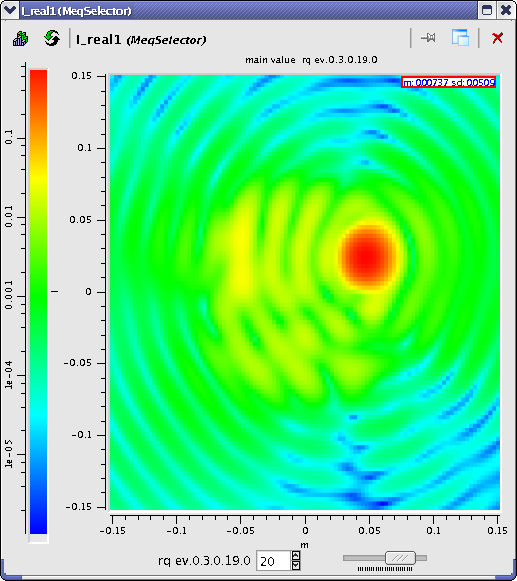 I_real1 (MeqSelector)
I_real1 (MeqSelector)
main value rq ev.0.3.0.19.0
m:000737 sd:00509
0.1
0.01
0.001
1e-04
1e-05
0.15
0.1
0.05
0
-0.05
-0.1
-0.15
-0.15
-0.1
-0.05
0
0.05
0.1
0.15
m
rq ev.0.3.0.19.0
20